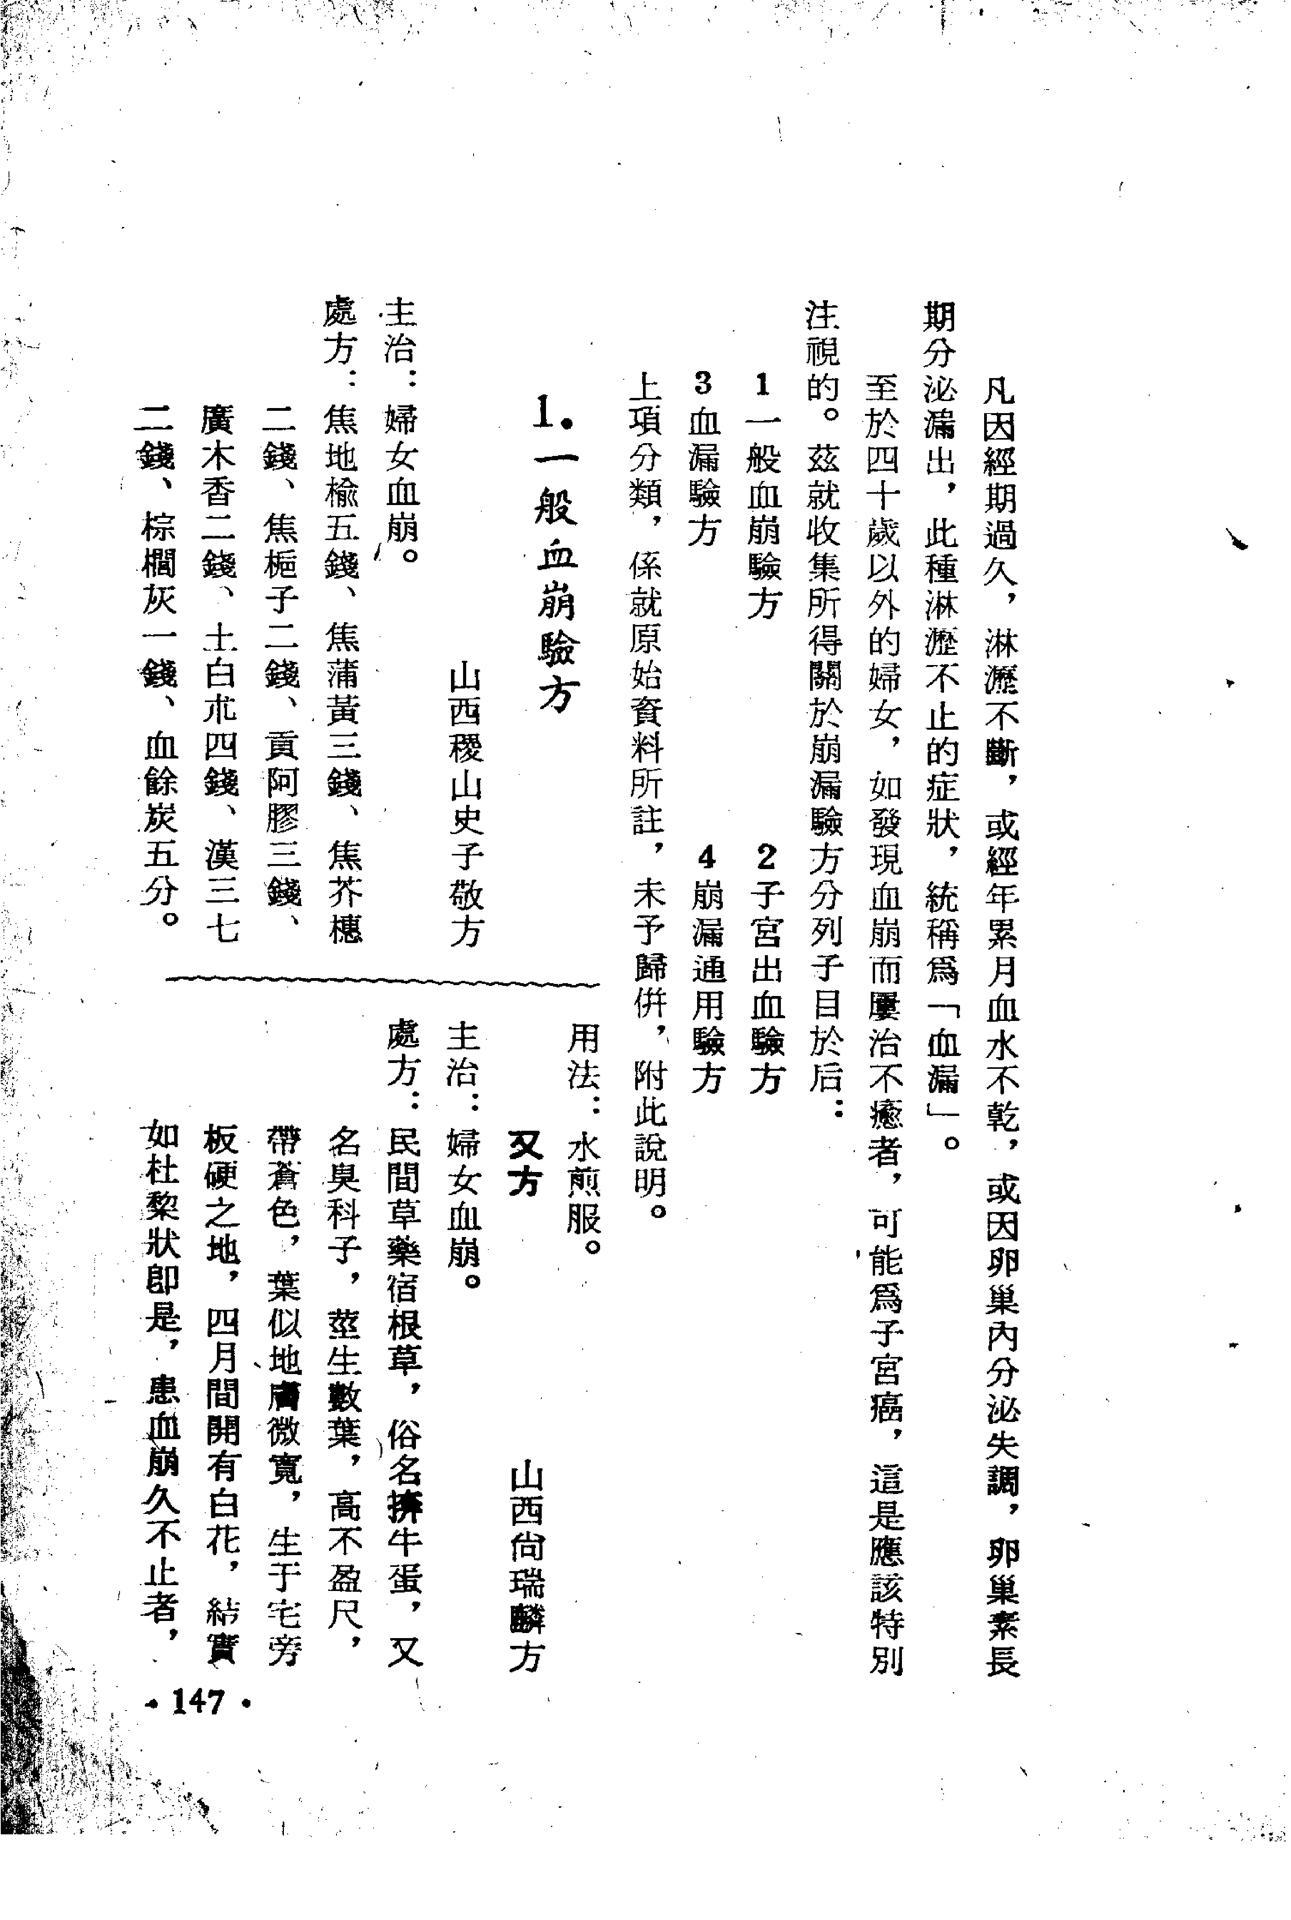 凡因經期過久，淋瀝不斷，或經年累月血水不乾，或因卵巢內分泌失調，卵巢素長
期分泌漏出，此種淋瀝不止的症狀，統稱爲「血漏」。
至於四十歲以外的婦女，如發現血崩而屢治不癒者，可能爲子宮癌，這是應該特別
注視的。茲就收集所得關於崩漏驗方分列子目於后：
1一般血崩驗方 2子宮出血驗方
3血漏驗方 4崩漏通用驗方
上項分類，係就原始資料所註，未予歸併，附此說明。
1.一般血崩驗方
山西稷山史子敬方
主治：婦女血崩。
處方：焦地楡五錢、焦蒲黃三錢、焦芥穗
二錢、焦梔子二錢、貢阿膠三錢、
廣木香二錢、土白朮四錢、漢三七
二錢、棕櫚灰一錢、血餘炭五分。
用法：水煎服。
又方 山西尙瑞麟方
主治：婦女血崩。
處方：民間草藥宿根草，俗名擠牛蛋，又
名臭科子，莖生數葉，高不盈尺，
帶蒼色，葉似地膚微寬，生于宅旁
板硬之地，四月間開有白花，結實
如杜黎狀卽是，患血崩久不止者，
·147·